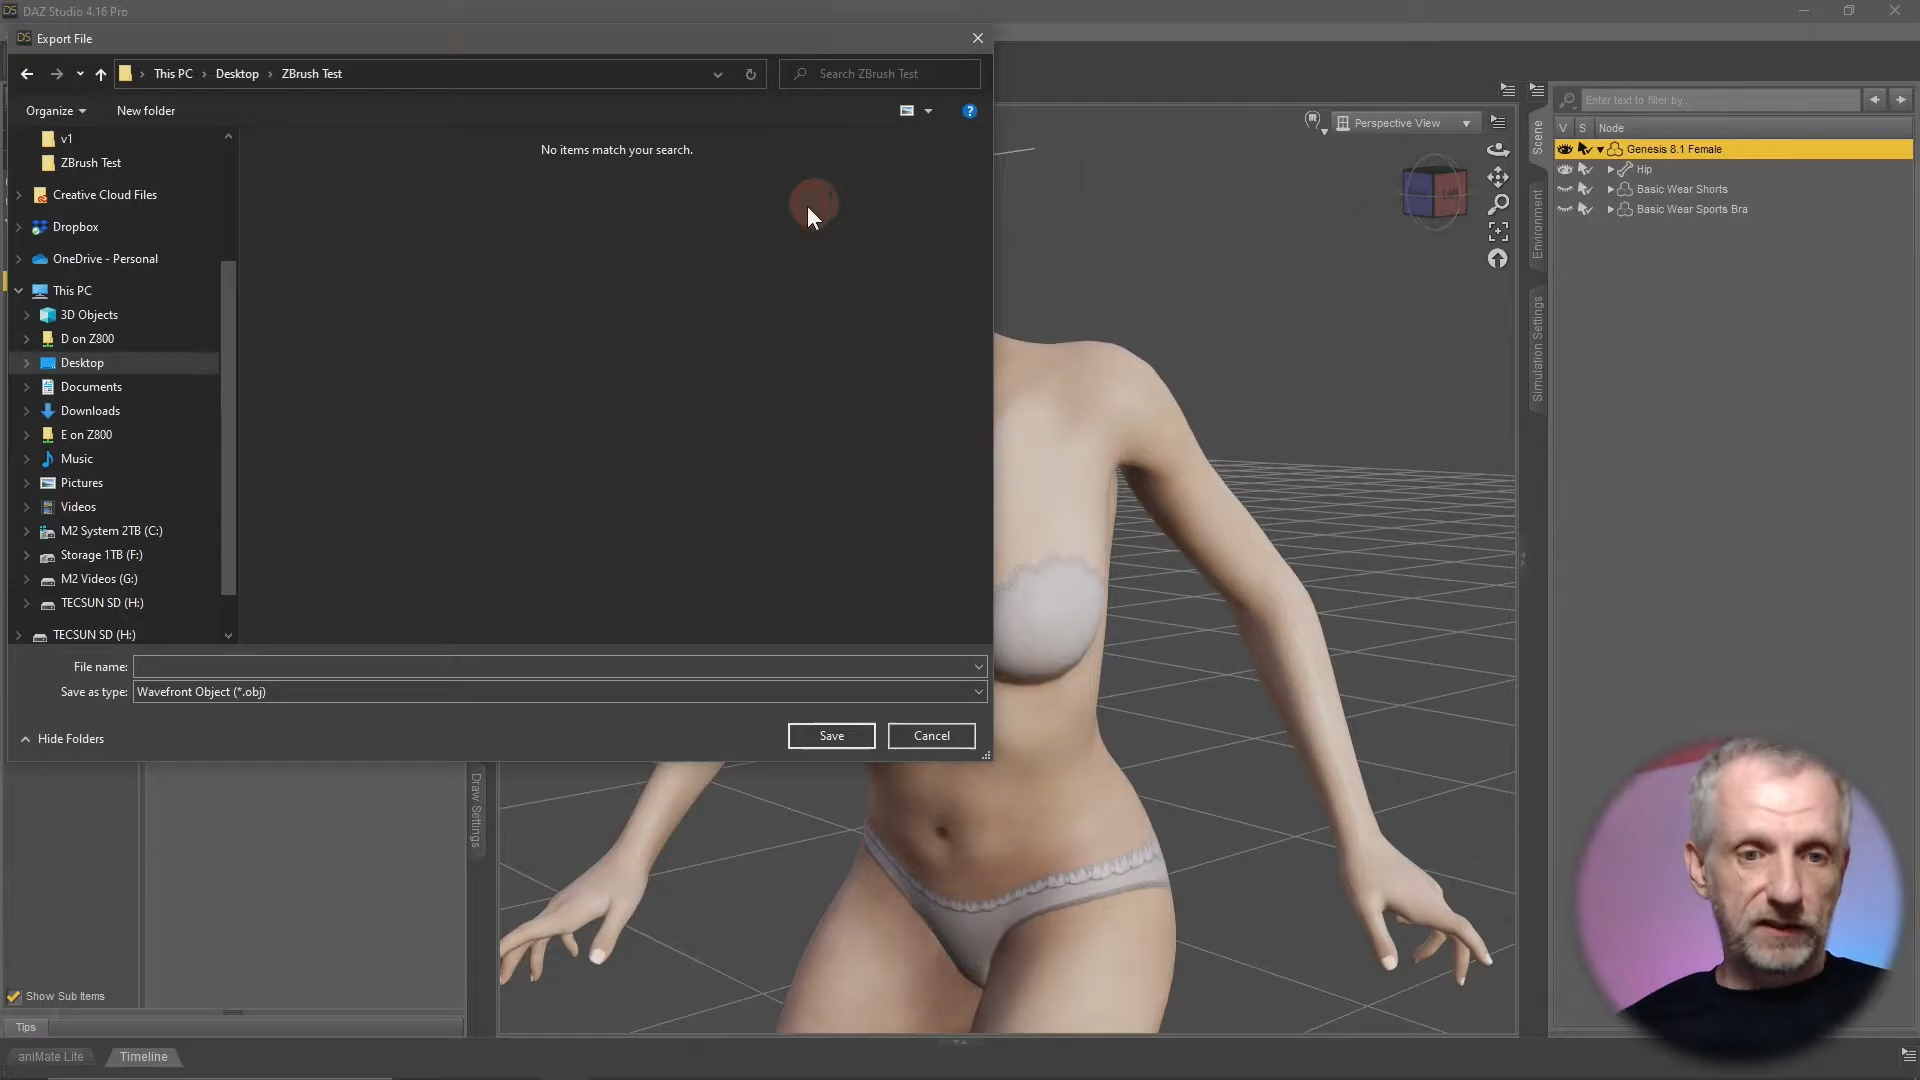 DS DAZ Studio 4.16 Pro
DS Export File
This PC > Desktop > ZBrush Test
Search ZBrush Test
Organize
New folder
?
v1
ZBrush Test
Creative Cloud Files
Dropbox
OneDrive - Personal
This PC
3D Objects
D on Z800
Desktop
Documents
Downloads
E on Z800
Music
Pictures
Videos
M2 System 2TB (C:)
Storage 1TB (F:)
M2 Videos (G:)
TECSUN SD (H:)
TECSUN SD (H:)
No items match your search.
File name:
Save as type: Wavefront Object (*.obj)
Hide Folders
Save
Cancel
Perspective View
Enter text to filter by...
V S Node
Genesis 8.1 Female
Hip
Basic Wear Shorts
Basic Wear Sports Bra
Scene
Environment
Simulation Settings
Draw Settings
Show Sub Items
Tips
aniMate Lite
Timeline